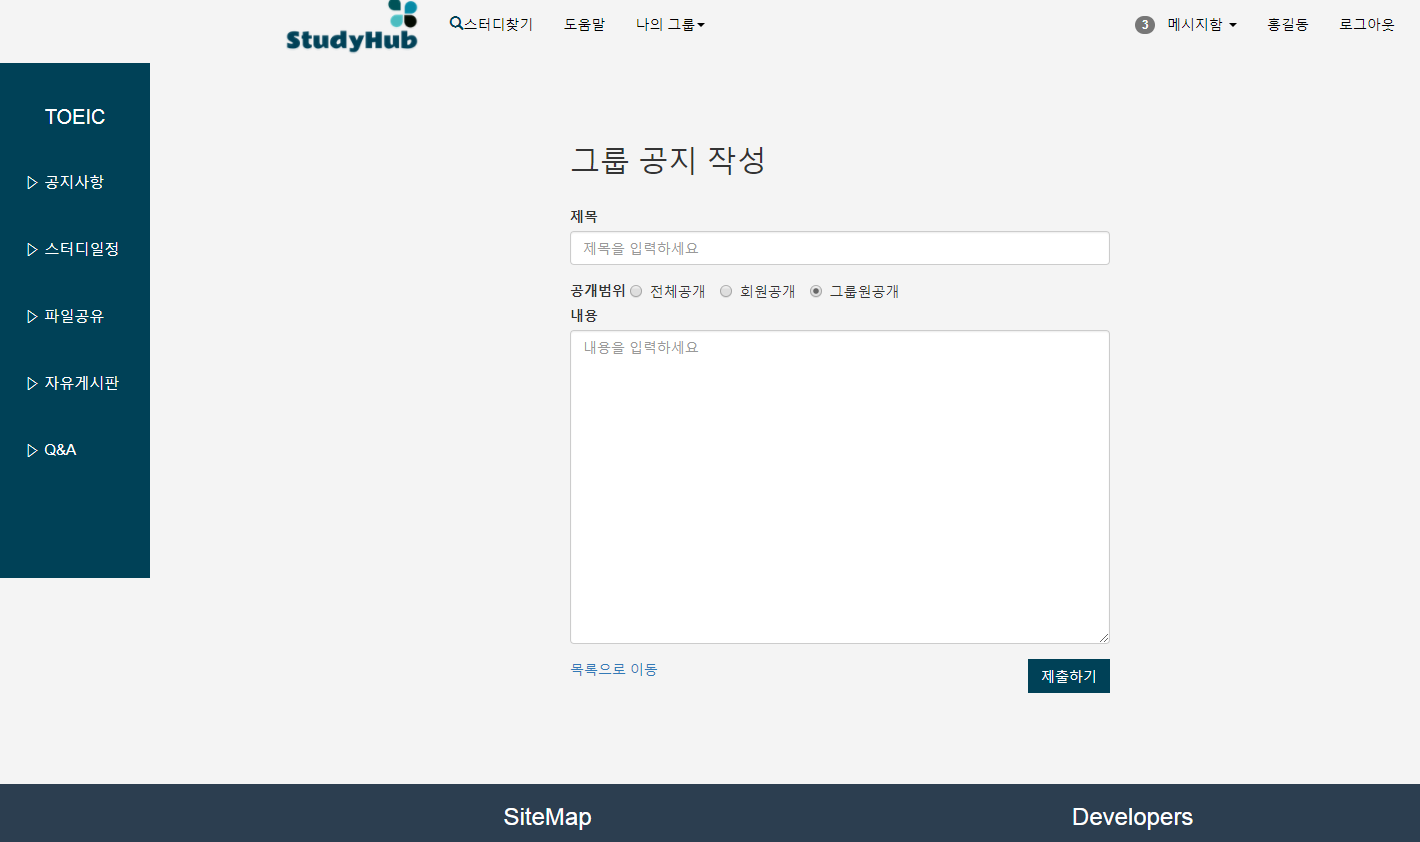 StudyHub 스터디찾기 도움말 나의 그룹 3 메시지함 홍길동 로그아웃
TOEIC
공지사항
스터디일정
파일공유
자유게시판
Q&A
그룹 공지 작성
제목
제목을 입력하세요
공개범위 전체공개 회원공개 그룹원공개
내용
내용을 입력하세요
목록으로 이동 제출하기
SiteMap Developers